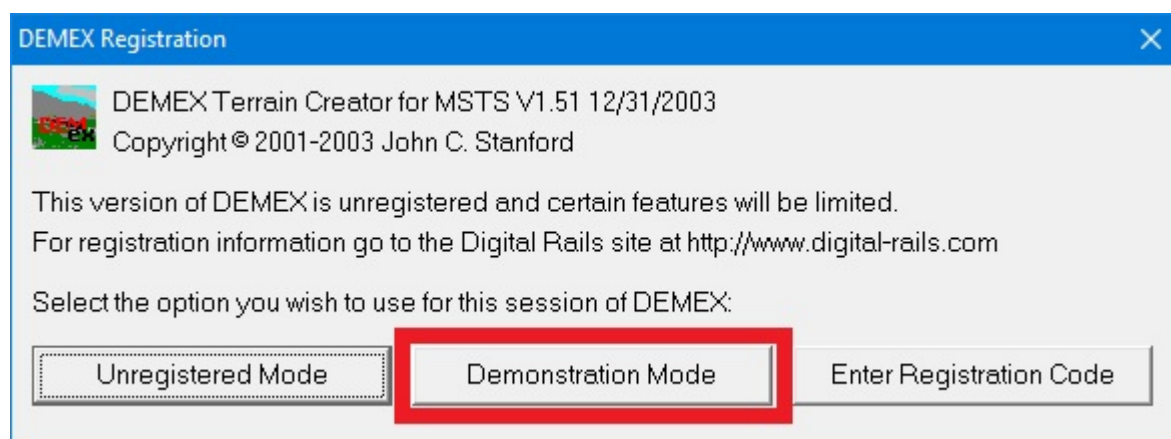 DEMEX Registration
DEMEX Terrain Creator for MSTS V1.51 12/31/2003
DEMex
Copyright © 2001-2003 John C. Stanford
This version of DEMEX is unregistered and certain features will be limited.
For registration information go to the Digital Rails site at http://www.digital-rails.com
Select the option you wish to use for this session of DEMEX:
Unregistered Mode
Demonstration Mode
Enter Registration Code